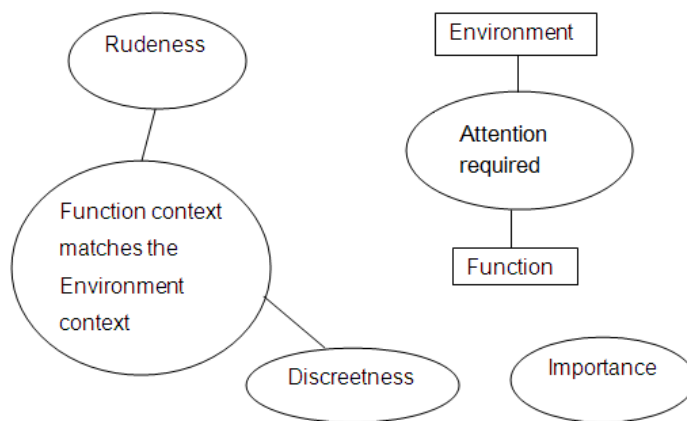 Rudeness
Environment
Attention
required
Function context
matches the
Environment
context
Function
Discreetness
Importance